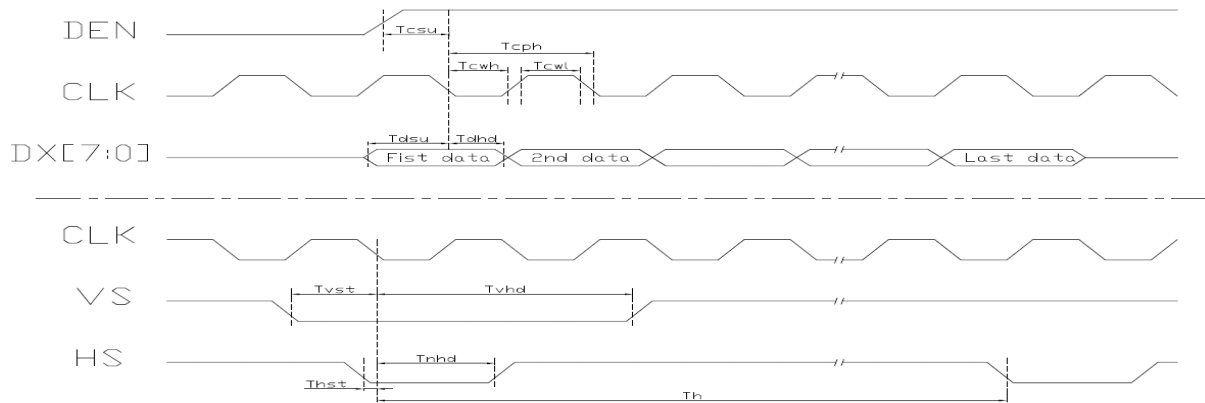 DEN
Tcsu
Tcph
Tcwh
Tcwl
CLK
Tdsu
Tdhd
DX[7:0]
Fist data
2nd data
Last data
CLK
VS
Tvst
Tvhd
HS
Tnhd
Thst
Th